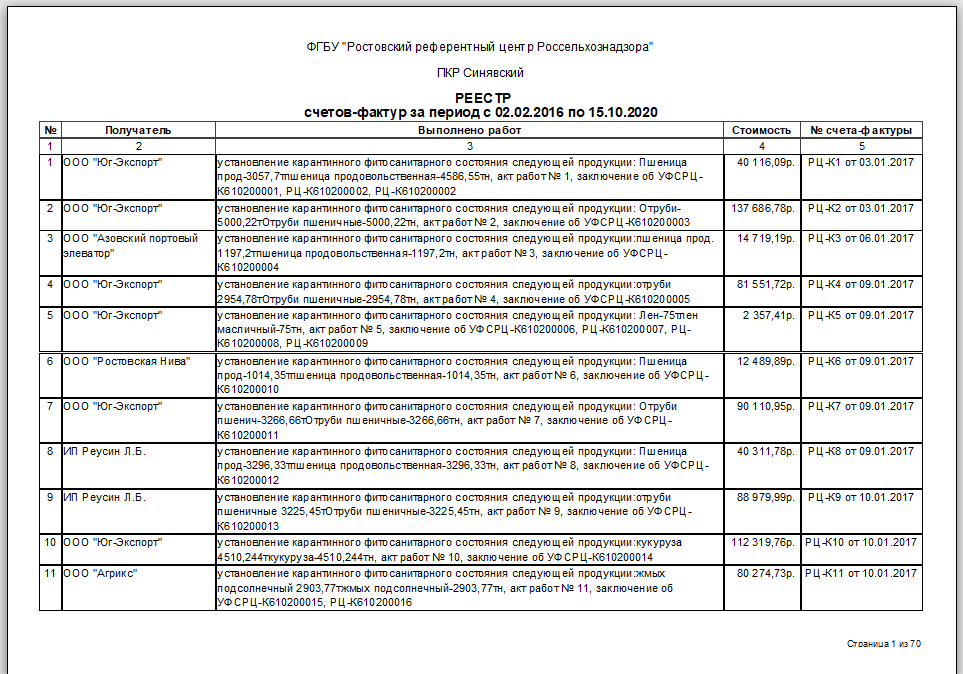 ФГБУ "Ростовский референтный центр Россельхознадзора"
ПКР Синявский
РЕЕСТР
счетов-фактур за период с 02.02.2016 по 15.10.2020
№ Получатель Выполнено работ Стоимость № счета-фактуры
1 2 3 4 5
1 ООО "Юг-Экспорт" установление карантинного фитосанитарного состояния следующей продукции: Пшеница 40 116,09р. РЦ-К1 от 03.01.2017
прод-3057,7тпшеница продовольственная-4586,55тн, акт работ № 1, заключение об УФСРЦ-
К610200001, РЦ-К610200002, РЦ-К610200002
2 ООО "Юг-Экспорт" установление карантинного фитосанитарного состояния следующей продукции: Отруби- 137 686,78р. РЦ-К2 от 03.01.2017
5000,22тОтруби пшеничные-5000,22тн, акт работ № 2, заключение об УФСРЦ-К610200003
3 ООО "Азовский портовый установление карантинного фитосанитарного состояния следующей продукции:пшеница прод. 14 719,19р. РЦ-К3 от 06.01.2017
элеватор" 1197,2тпшеница продовольственная-1197,2тн, акт работ № 3, заключение об УФСРЦ-
К610200004
4 ООО "Юг-Экспорт" установление карантинного фитосанитарного состояния следующей продукции:отруби 81 551,72р. РЦ-К4 от 09.01.2017
2954,78тОтруби пшеничные-2954,78тн, акт работ № 4, заключение об УФСРЦ-К610200005
5 ООО "Юг-Экспорт" установление карантинного фитосанитарного состояния следующей продукции: Лен-75тлен 2 357,41р. РЦ-К5 от 09.01.2017
масличный-75тн, акт работ № 5, заключение об УФСРЦ-К610200006, РЦ-К610200007, РЦ-
К610200008, РЦ-К610200009
6 ООО "Ростовская Нива" установление карантинного фитосанитарного состояния следующей продукции: Пшеница 12 489,89р. РЦ-К6 от 09.01.2017
прод-1014,35тпшеница продовольственная-1014,35тн, акт работ № 6, заключение об УФСРЦ-
К610200010
7 ООО "Юг-Экспорт" установление карантинного фитосанитарного состояния следующей продукции: Отруби 90 110,95р. РЦ-К7 от 09.01.2017
пшенич-3266,66тОтруби пшеничные-3266,66тн, акт работ № 7, заключение об УФСРЦ-
К610200011
8 ИП Реусин Л.Б. установление карантинного фитосанитарного состояния следующей продукции: Пшеница 40 311,78р. РЦ-К8 от 09.01.2017
прод-3296,33тпшеница продовольственная-3296,33тн, акт работ № 8, заключение об УФСРЦ-
К610200012
9 ИП Реусин Л.Б. установление карантинного фитосанитарного состояния следующей продукции:отруби 88 979,99р. РЦ-К9 от 10.01.2017
пшеничные 3225,45тОтруби пшеничные-3225,45тн, акт работ № 9, заключение об УФСРЦ-
К610200013
10 ООО "Юг-Экспорт" установление карантинного фитосанитарного состояния следующей продукции:кукуруза 112 319,76р. РЦ-К10 от 10.01.2017
4510,244ткукуруза-4510,244тн, акт работ № 10, заключение об УФСРЦ-К610200014
11 ООО "Агрикс" установление карантинного фитосанитарного состояния следующей продукции:жмых 80 274,73р. РЦ-К11 от 10.01.2017
подсолнечный 2903,77тжмых подсолнечный-2903,77тн, акт работ № 11, заключение об
УФСРЦ-К610200015, РЦ-К610200016
Страница 1 из 70